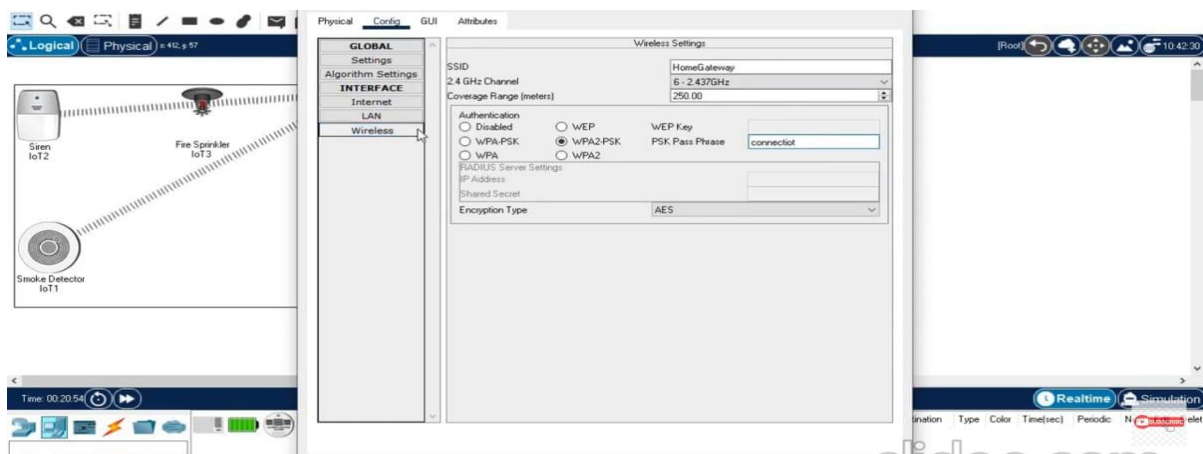 Physical Config GUI Attributes
Logical Physical x: 412, y: 57
[Root] 10:42:30
GLOBAL
Settings
Algorithm Settings
INTERFACE
Internet
LAN
Wireless
Wireless Settings
SSID HomeGateway
2.4 GHz Channel 6 - 2.437GHz
Coverage Range (meters) 250.00
Authentication
Disabled WEP WEP Key
WPA-PSK WPA2-PSK PSK Pass Phrase connectiot
WPA WPA2
RADIUS Server Settings
IP Address
Shared Secret
Encryption Type AES
Siren
IoT2
Fire Sprinkler
IoT3
Smoke Detector
IoT1
Time: 00:20:54
Realtime Simulation
Type Color Time(sec) Periodic
SUBSCRIBE